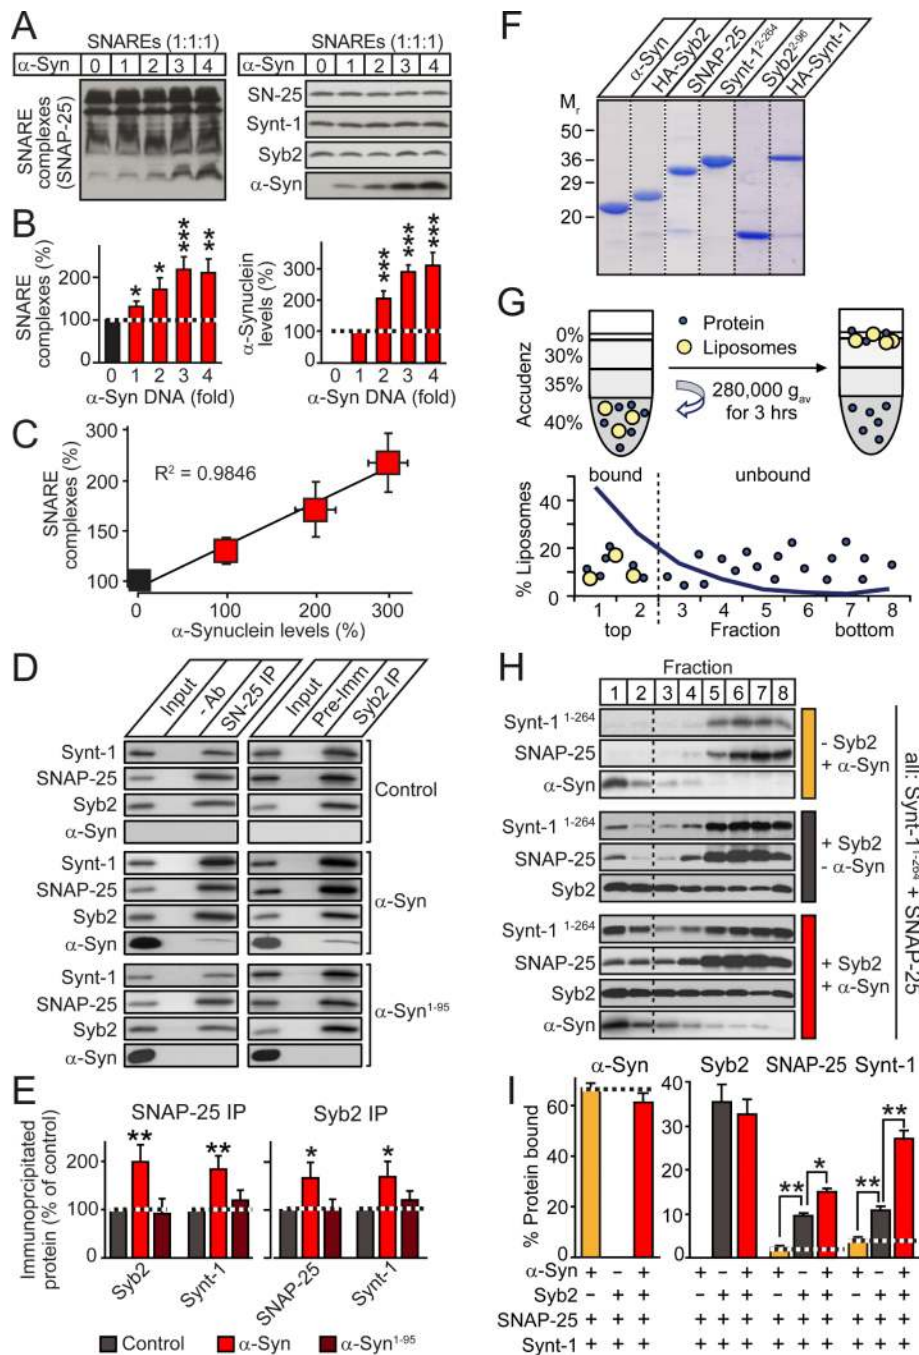 A
SNAREs (1:1:1)
α-Syn 0 1 2 3 4
SNARE complexes (SNAP-25)
SNAREs (1:1:1)
α-Syn 0 1 2 3 4
SN-25
Synt-1
Syb2
α-Syn
B
SNARE complexes (%)
200
100
0
* * *** **
0 1 2 3 4
α-Syn DNA (fold)
α-Synuclein levels (%)
300
200
100
0
*** *** ***
0 1 2 3 4
α-Syn DNA (fold)
C
SNARE complexes (%)
300
200
150
100
R² = 0.9846
0 100 200 300
α-Synuclein levels (%)
D
Input - Ab SN-25 IP
Input Pre-Imm Syb2 IP
Synt-1
SNAP-25
Syb2
α-Syn
Control
Synt-1
SNAP-25
Syb2
α-Syn
α-Syn
Synt-1
SNAP-25
Syb2
α-Syn
α-Syn¹⁻⁹⁵
E
SNAP-25 IP
Syb2 IP
Immunoprcipitated protein (% of control)
200
100
0
** ** * *
Syb2 Synt-1 SNAP-25 Synt-1
Control α-Syn α-Syn¹⁻⁹⁵
F
α-Syn HA-Syb2 SNAP-25 Synt-1²⁻²⁶⁴ Syb2²⁻⁹⁶ HA-Synt-1
Mr
50
36
29
20
G
Accudenz
0%
30%
35%
40%
Protein
Liposomes
280,000 gav
for 3 hrs
bound unbound
% Liposomes
40
20
0
1 2 3 4 5 6 7 8
top Fraction bottom
H
Fraction
1 2 3 4 5 6 7 8
Synt-1 ¹⁻²⁶⁴
SNAP-25
α-Syn
- Syb2
+ α-Syn
Synt-1 ¹⁻²⁶⁴
SNAP-25
Syb2
+ Syb2
- α-Syn
Synt-1 ¹⁻²⁶⁴
SNAP-25
Syb2
α-Syn
+ Syb2
+ α-Syn
all: Synt-1¹⁻²⁶⁴ + SNAP-25
I
α-Syn
Syb2 SNAP-25 Synt-1
% Protein bound
60
40
20
0
40
30
20
10
0
** * ** **
α-Syn + - + + - + + - + + - +
Syb2 - + + - + + - + + - + +
SNAP-25 + + + + + + + + + + + +
Synt-1 + + + + + + + + + + + +